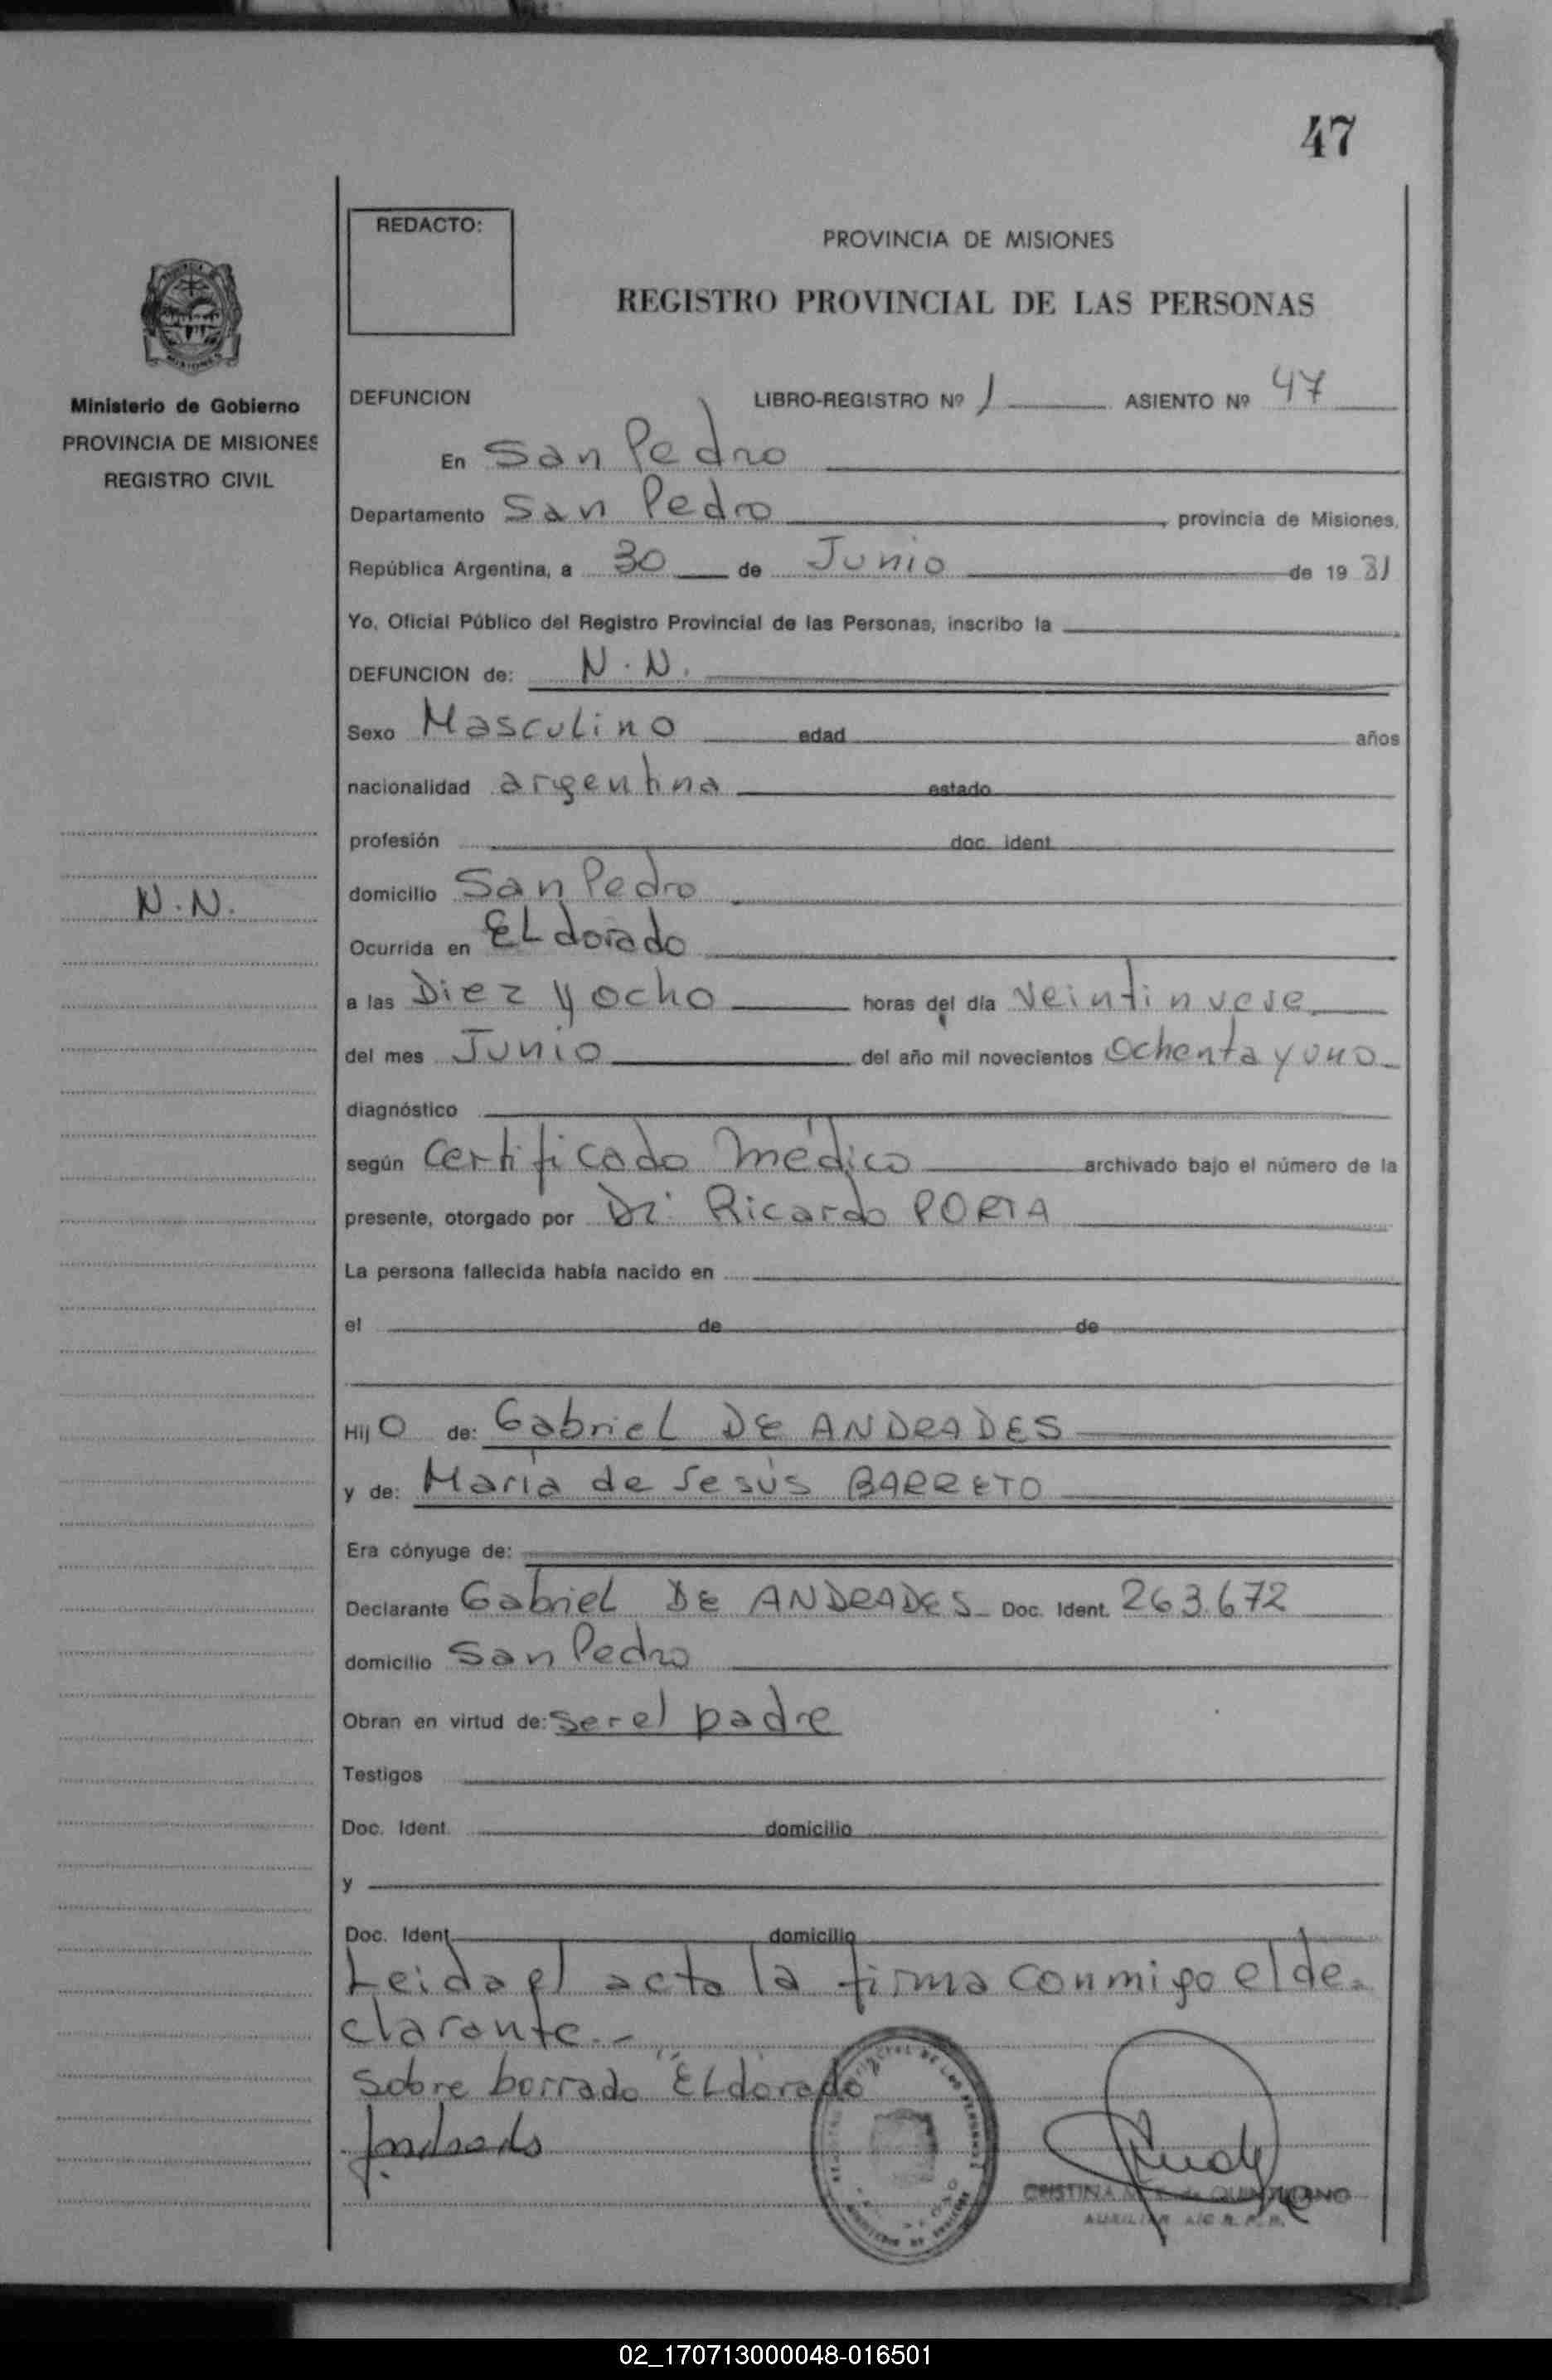 47
REDACTO:
PROVINCIA DE MISIONES
REGISTRO PROVINCIAL DE LAS PERSONAS
Ministerio de Gobierno
PROVINCIA DE MISIONES
REGISTRO CIVIL
DEFUNCION LIBRO-REGISTRO Nº 1 ASIENTO Nº 47
En San Pedro
Departamento San Pedro, provincia de Misiones,
República Argentina, a 30 de Junio de 19 81
Yo, Oficial Público del Registro Provincial de las Personas, inscribo la
DEFUNCION de: N.N.
Sexo Masculino edad años
nacionalidad argentina estado
profesión doc. ident.
N.N.
domicilio San Pedro
Ocurrida en ELdorado
a las Diez y ocho horas del día veintinueve
del mes Junio del año mil novecientos ochenta y uno
diagnóstico
según certificado médico archivado bajo el número de la
presente, otorgado por Dr. Ricardo PORTA
La persona fallecida había nacido en
el de de
Hijo de: Gabriel DE ANDRADES
y de: María de Jesús BARRETO
Era cónyuge de:
Declarante Gabriel DE ANDRADES Doc. Ident. 263.672
domicilio San Pedro
Obran en virtud de: ser el padre
Testigos
Doc. Ident. domicilio
y
Doc. Ident. domicilio
Leida el acta la firma conmigo el de-
clarante.-
Sobre borrado "ELdorado"
CRISTINA
AUXILIAR A/C R. P. P.
02_170713000048-016501